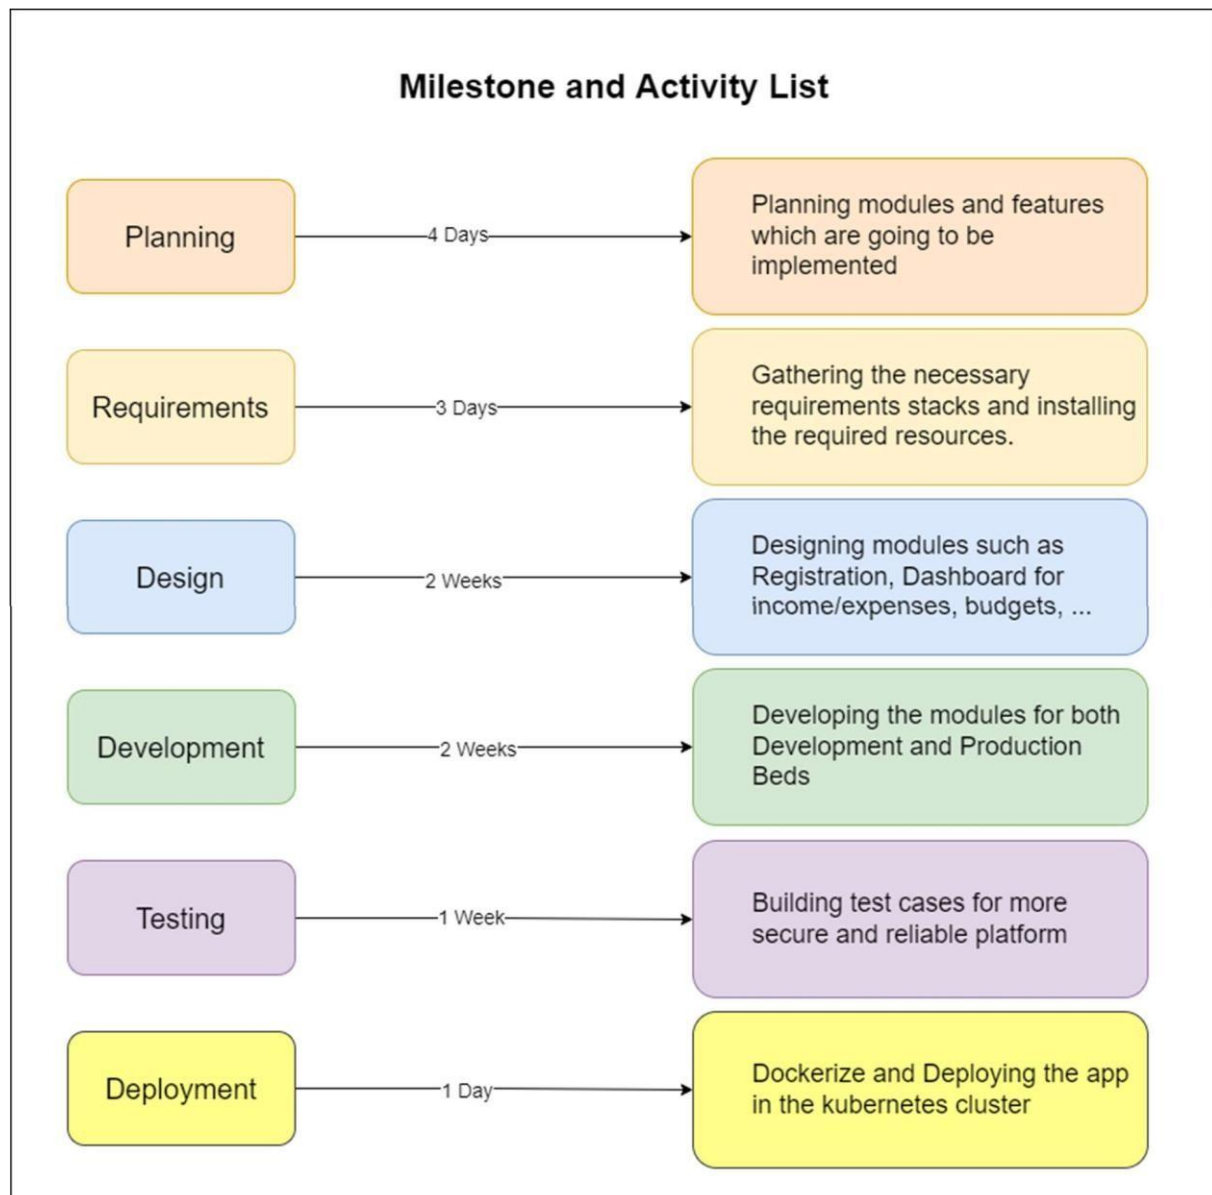 Milestone and Activity List
Planning
4 Days
Planning modules and features
which are going to be
implemented
Requirements
3 Days
Gathering the necessary
requirements stacks and installing
the required resources.
Design
2 Weeks
Designing modules such as
Registration, Dashboard for
income/expenses, budgets, ...
Development
2 Weeks
Developing the modules for both
Development and Production
Beds
Testing
1 Week
Building test cases for more
secure and reliable platform
Deployment
1 Day
Dockerize and Deploying the app
in the kubernetes cluster